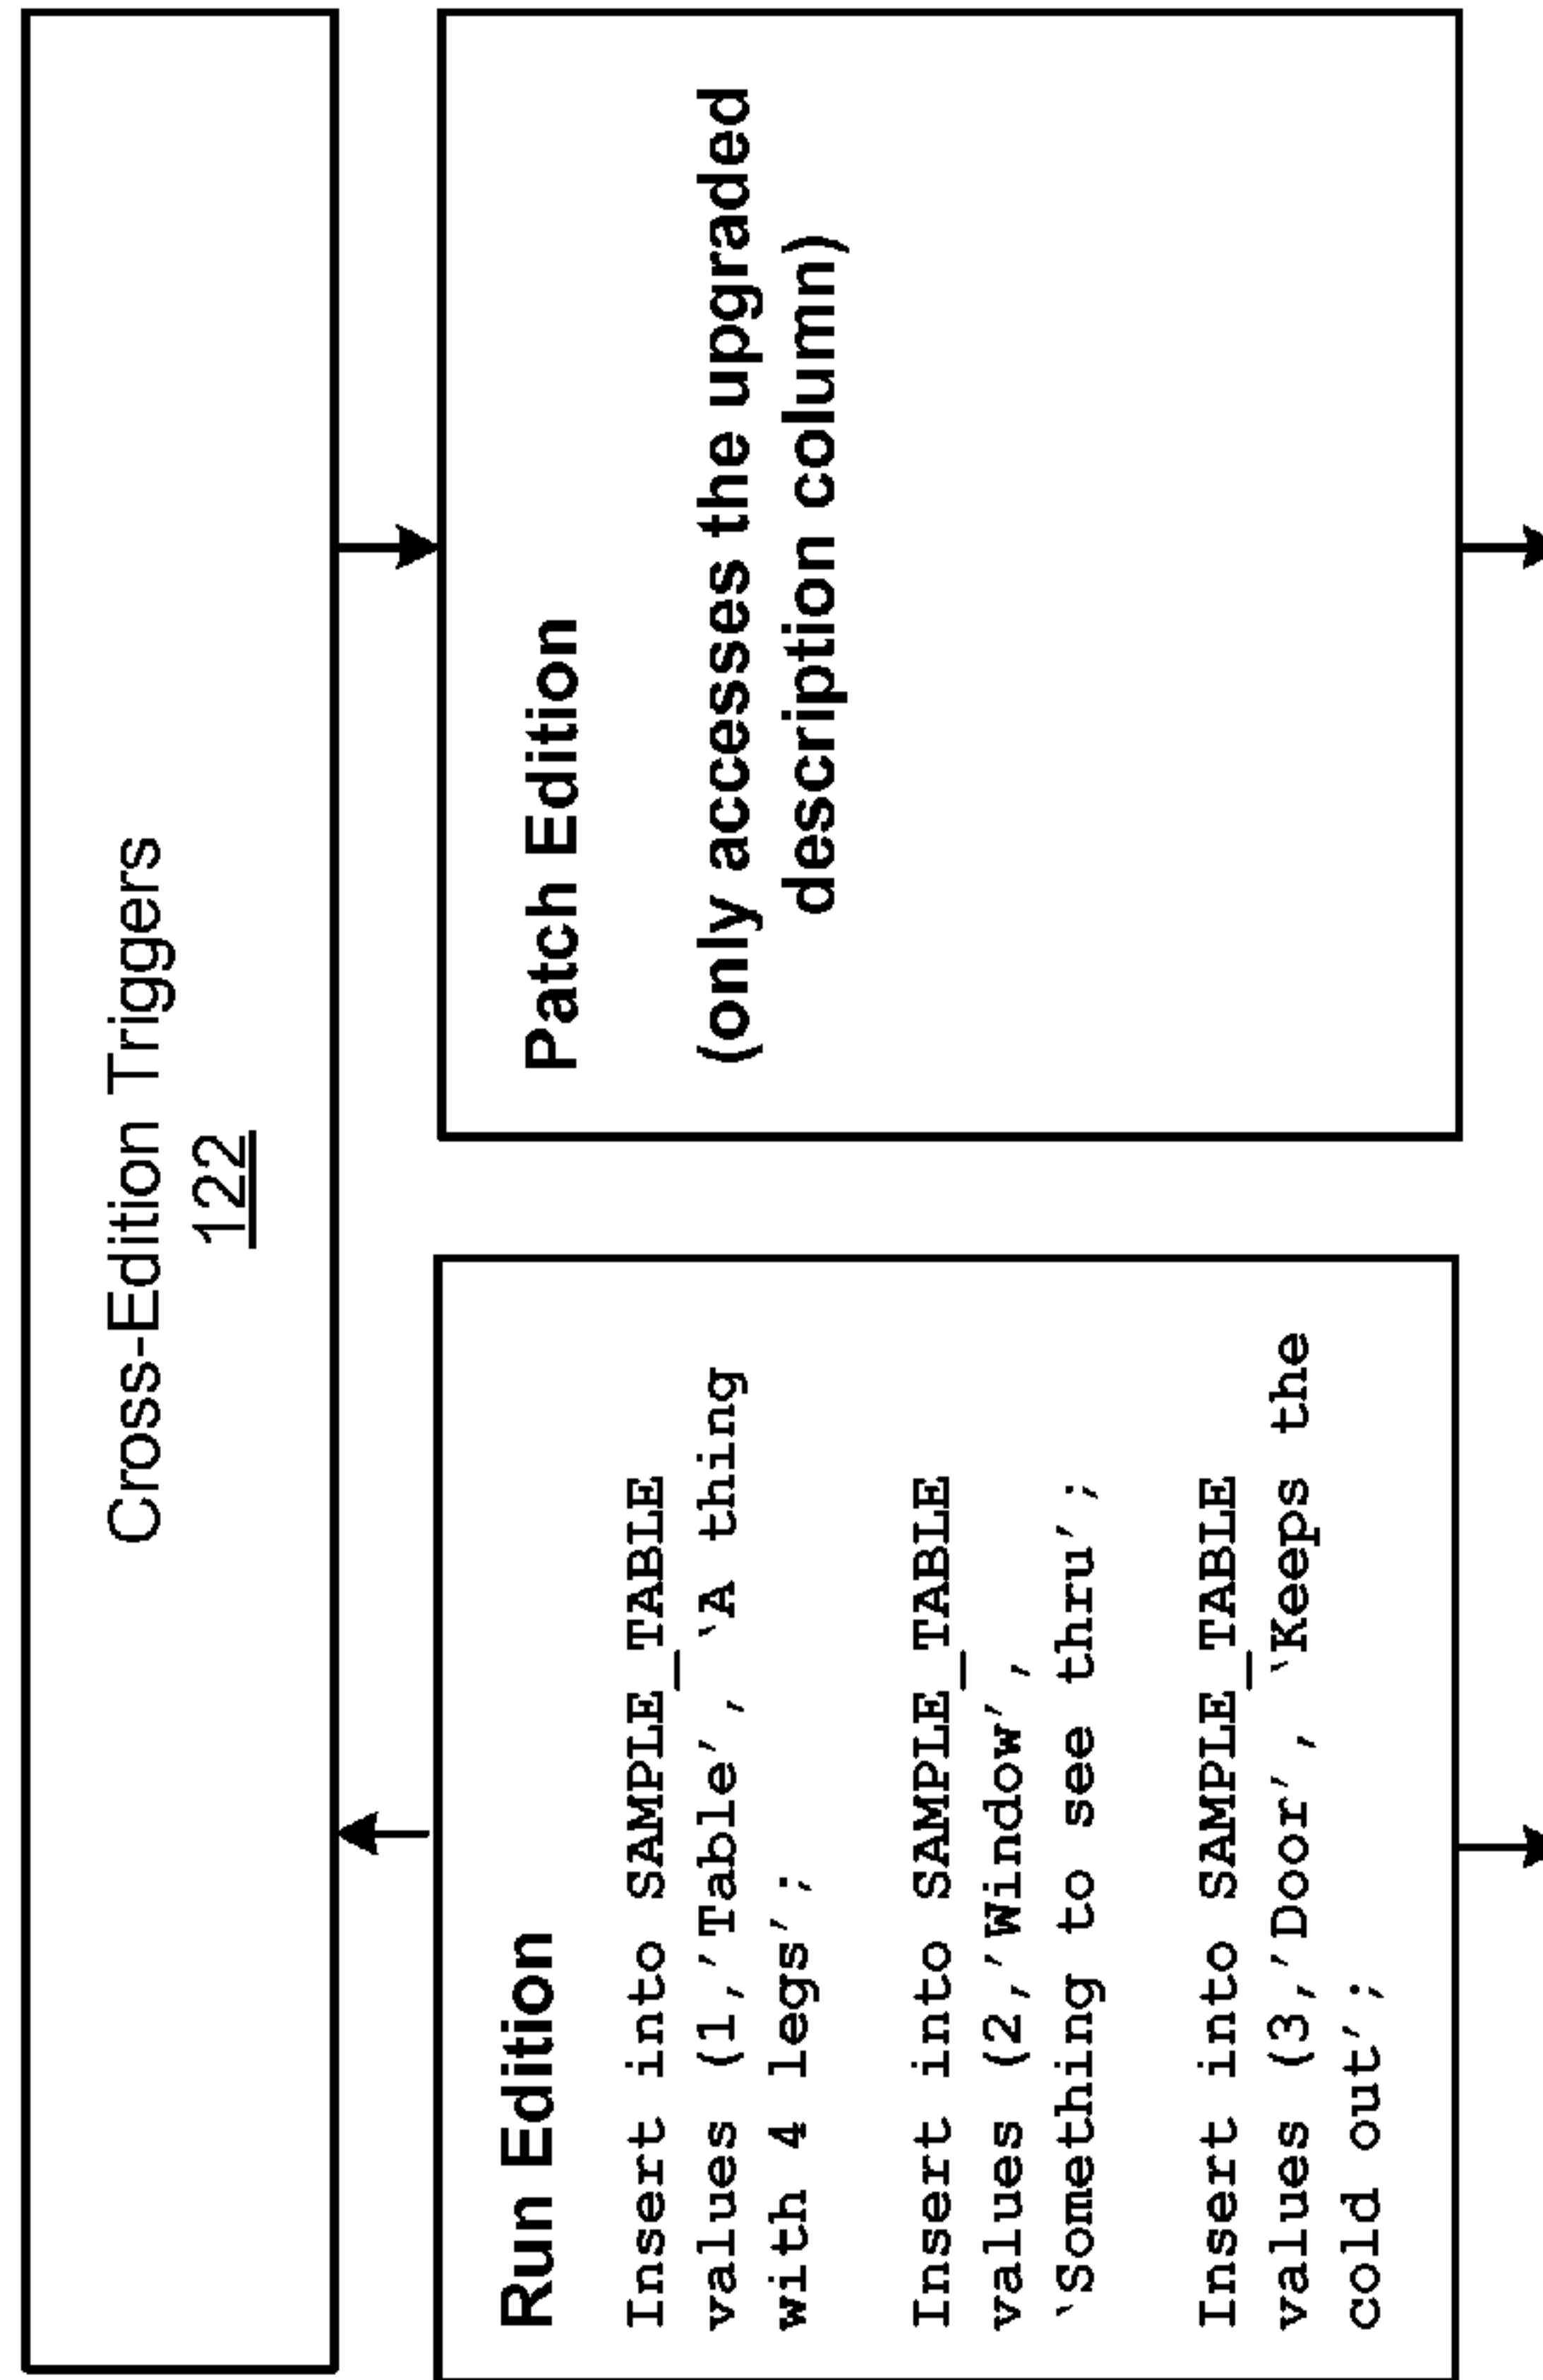 Cross-Edition Triggers
122
Run Edition
Insert into SAMPLE_TABLE
values (1,'Table', ‘A thing
with 4 legs’;
Insert into SAMPLE_TABLE
values (2,'Window',
‘Something to see thru’;
Insert into SAMPLE_TABLE
values (3,'Door', ‘Keeps the
cold out’;
Patch Edition
(only accesses the upgraded
description column)